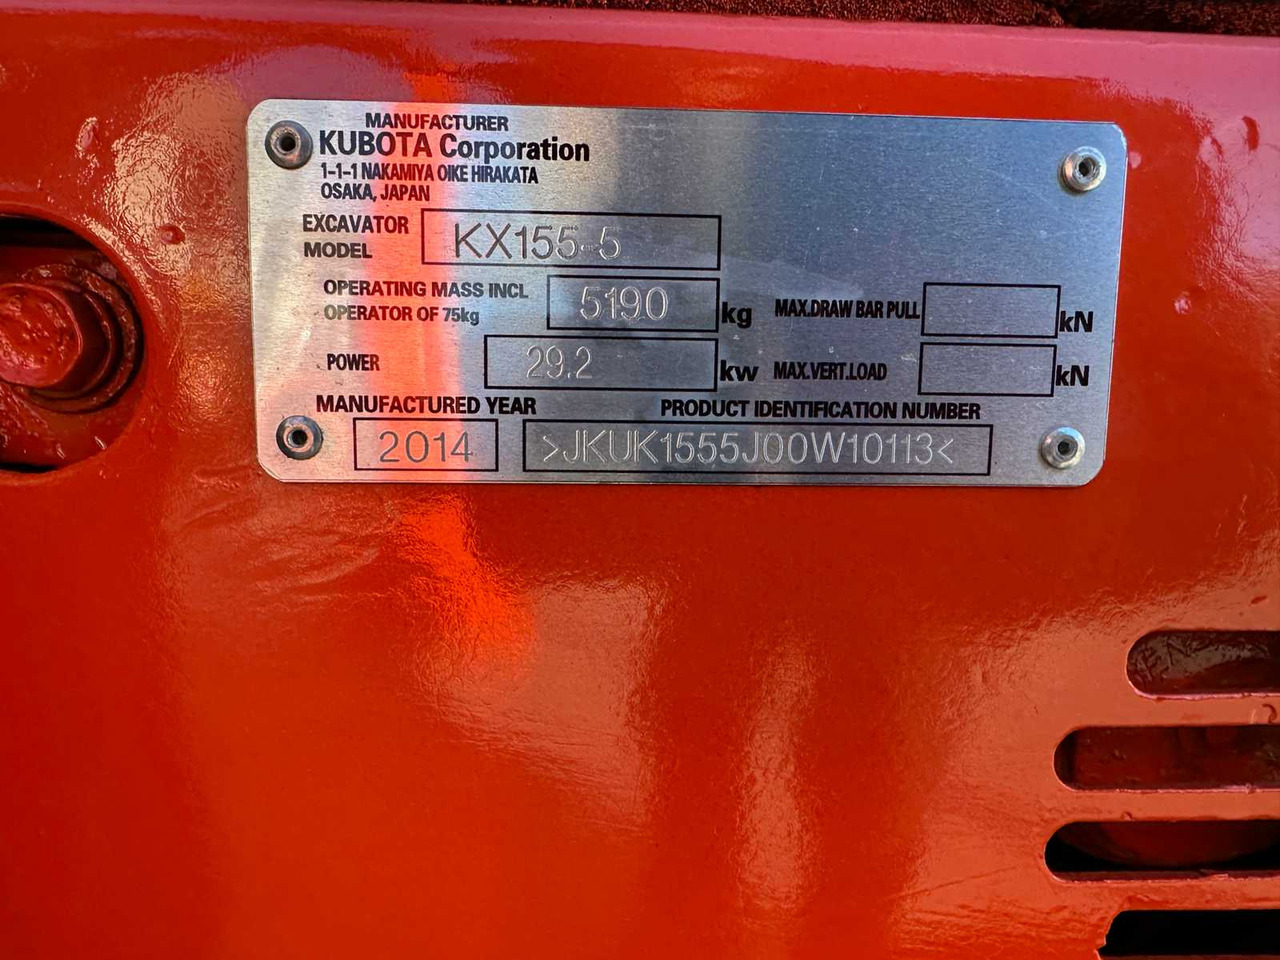 MANUFACTURER
KUBOTA Corporation
1-1-1 NAKAMIYA OIKE HIRAKATA
OSAKA, JAPAN
EXCAVATOR MODEL KX155-5
OPERATING MASS INCL OPERATOR OF 75kg 5190 kg MAX.DRAW BAR PULL kN
POWER 29.2 kw MAX.VERT.LOAD kN
MANUFACTURED YEAR PRODUCT IDENTIFICATION NUMBER
2014 >JKUK1555J00W10113<